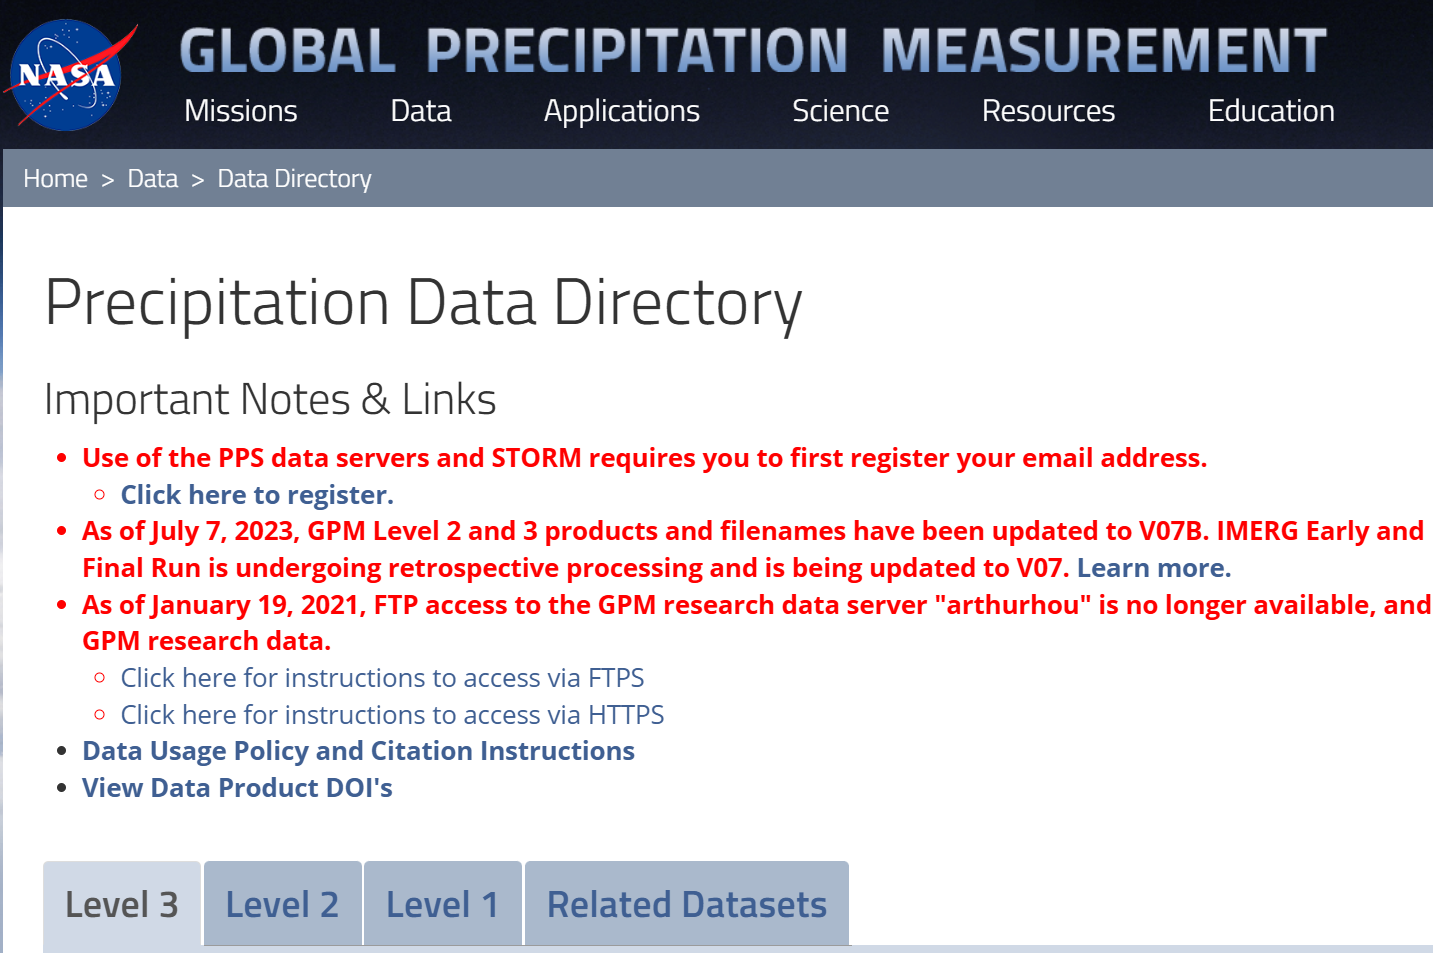 NASA
GLOBAL PRECIPITATION MEASUREMENT
Missions Data Applications Science Resources Education
Home > Data > Data Directory
Precipitation Data Directory
Important Notes & Links
Use of the PPS data servers and STORM requires you to first register your email address.
Click here to register.
As of July 7, 2023, GPM Level 2 and 3 products and filenames have been updated to V07B. IMERG Early and
Final Run is undergoing retrospective processing and is being updated to V07. Learn more.
As of January 19, 2021, FTP access to the GPM research data server "arthurhou" is no longer available, and
GPM research data.
Click here for instructions to access via FTPS
Click here for instructions to access via HTTPS
Data Usage Policy and Citation Instructions
View Data Product DOI's
Level 3 Level 2 Level 1 Related Datasets